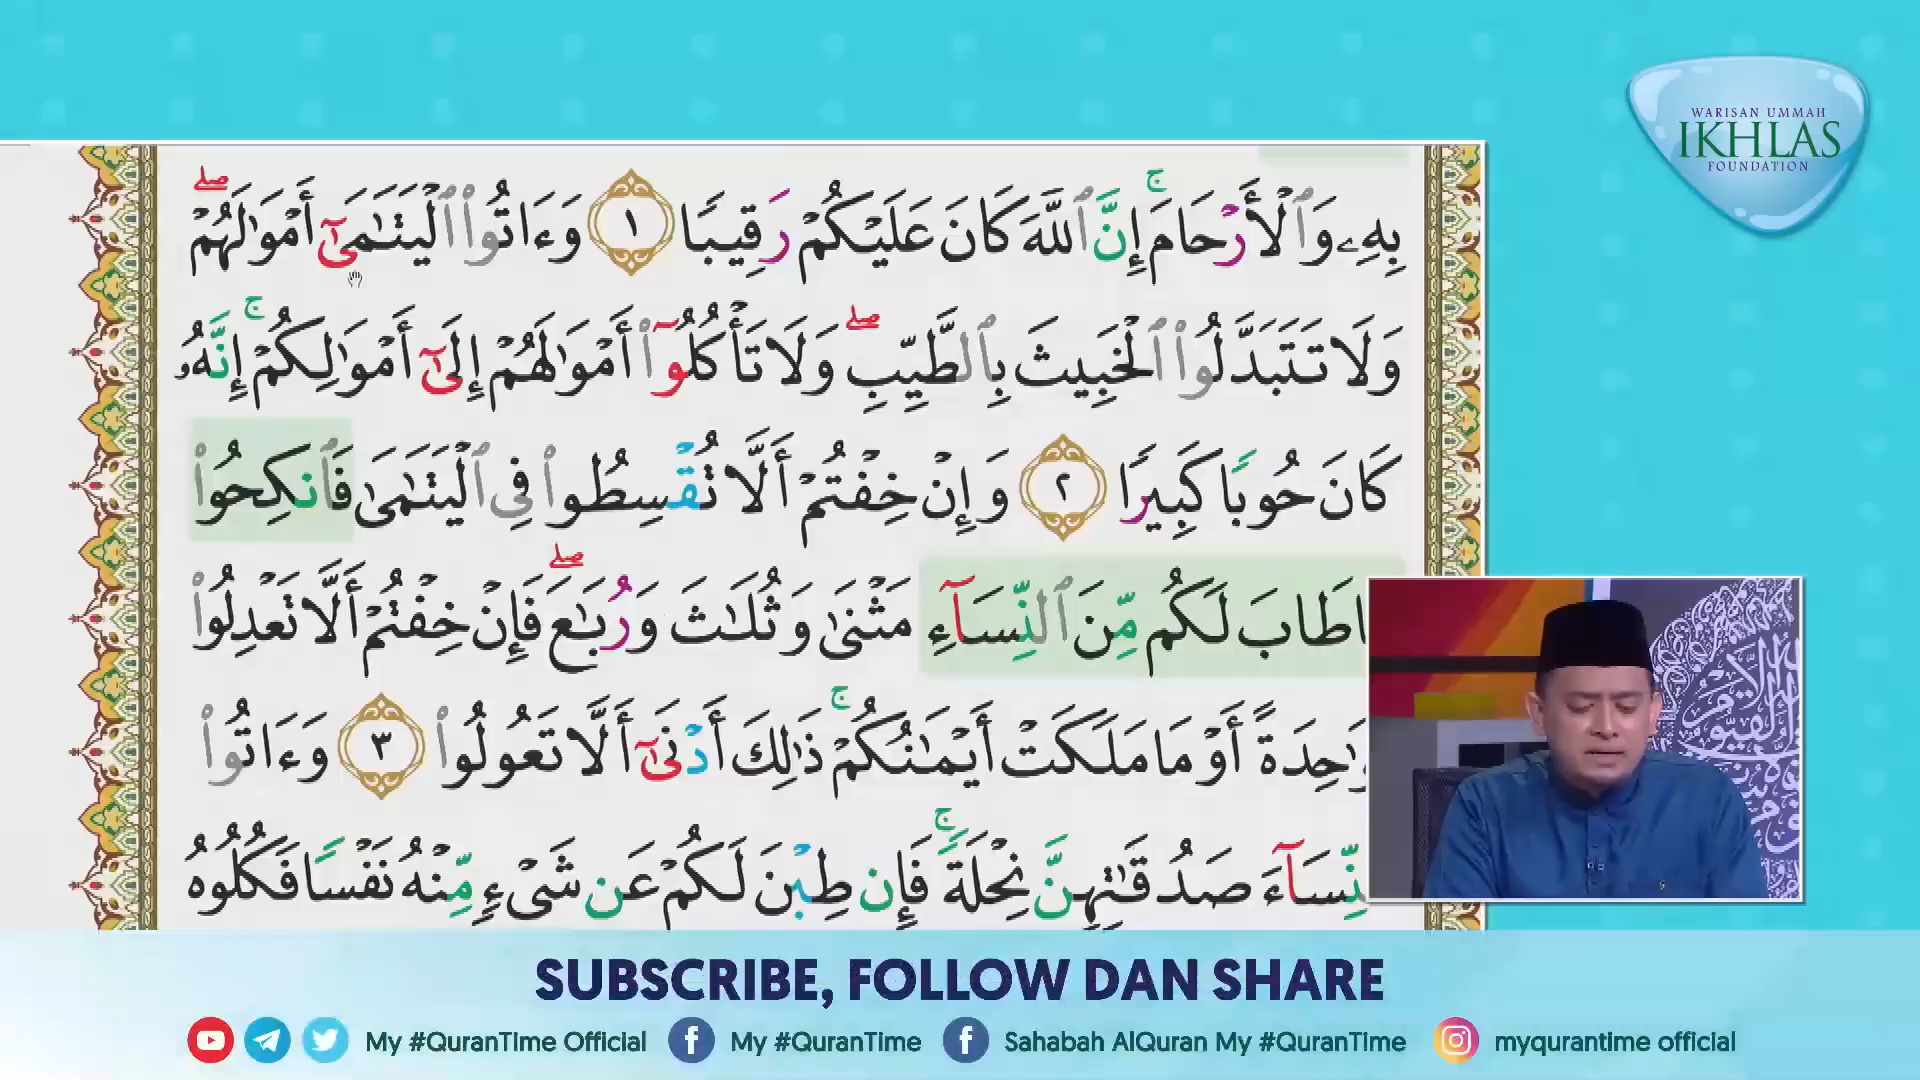 WARISAN UMMAH
IKHLAS
FOUNDATION
بِهِۦ وَٱلْأَرْحَامَ ۚ إِنَّ ٱللَّهَ كَانَ عَلَيْكُمْ رَقِيبًا ١ وَءَاتُوا۟ ٱلْيَتَـٰمَىٰٓ أَمْوَٰلَهُمْ ۖ
وَلَا تَتَبَدَّلُوا۟ ٱلْخَبِيثَ بِٱلطَّيِّبِ ۖ وَلَا تَأْكُلُوٓا۟ أَمْوَٰلَهُمْ إِلَىٰٓ أَمْوَٰلِكُمْ ۚ إِنَّهُۥ
كَانَ حُوبًا كَبِيرًا ٢ وَإِنْ خِفْتُمْ أَلَّا تُقْسِطُوا۟ فِى ٱلْيَتَـٰمَىٰ فَٱنكِحُوا۟
طَابَ لَكُم مِّنَ ٱلنِّسَآءِ مَثْنَىٰ وَثُلَـٰثَ وَرُبَـٰعَ ۖ فَإِنْ خِفْتُمْ أَلَّا تَعْدِلُوا۟
وَٰحِدَةً أَوْ مَا مَلَكَتْ أَيْمَـٰنُكُمْ ۚ ذَٰلِكَ أَدْنَىٰٓ أَلَّا تَعُولُوا۟ ٣ وَءَاتُوا۟
نِّسَآءَ صَدُقَـٰتِهِنَّ نِحْلَةً ۚ فَإِن طِبْنَ لَكُمْ عَن شَىْءٍ مِّنْهُ نَفْسًا فَكُلُوهُ
SUBSCRIBE, FOLLOW DAN SHARE
My #QuranTime Official My #QuranTime Sahabah AlQuran My #QuranTime myqurantime official